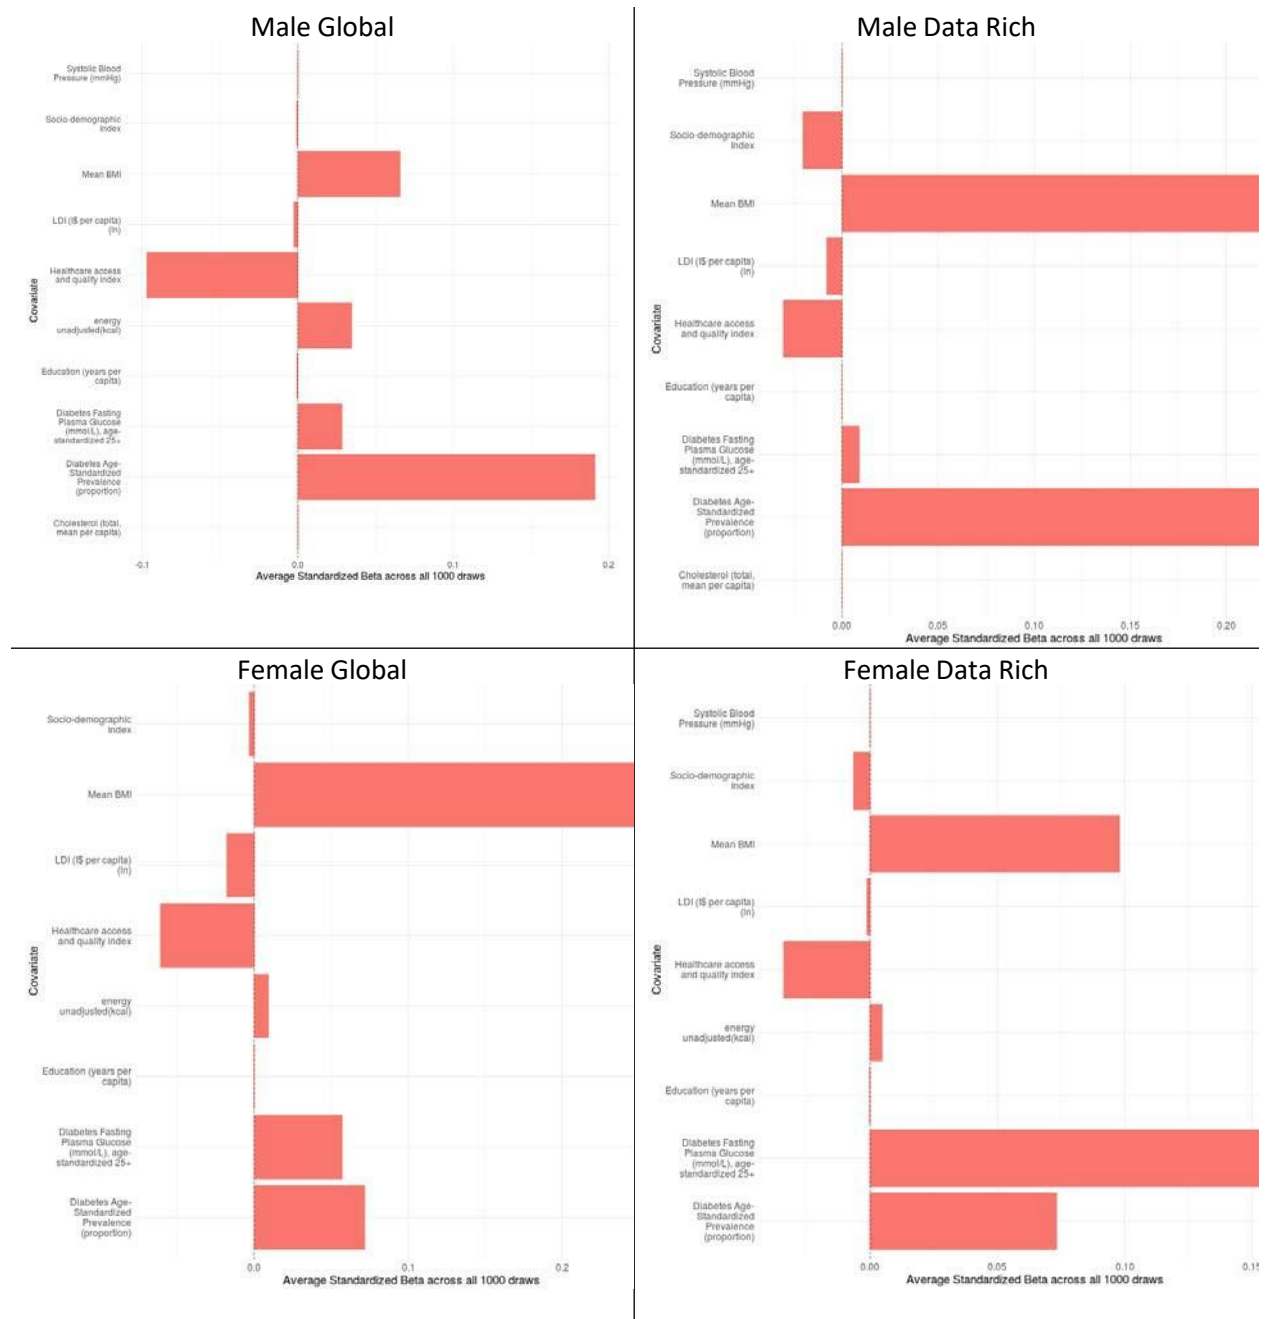 Male Global
Systolic Blood
Pressure (mmHg)
Socio-demographic
Index
Mean BMI
LDI (I$ per capita)
(ln)
Healthcare access
and quality index
energy
unadjusted(kcal)
Education (years per
capita)
Diabetes Fasting
Plasma Glucose
(mmol/L), age-
standardized 25+
Diabetes Age-
Standardized
Prevalence
(proportion)
Cholesterol (total,
mean per capita)
Covariate
-0.1 0.0 0.1 0.2
Average Standardized Beta across all 1000 draws
Male Data Rich
Systolic Blood
Pressure (mmHg)
Socio-demographic
Index
Mean BMI
LDI (I$ per capita)
(ln)
Healthcare access
and quality index
Education (years per
capita)
Diabetes Fasting
Plasma Glucose
(mmol/L), age-
standardized 25+
Diabetes Age-
Standardized
Prevalence
(proportion)
Cholesterol (total,
mean per capita)
Covariate
0.00 0.05 0.10 0.15 0.20
Average Standardized Beta across all 1000 draws
Female Global
Socio-demographic
Index
Mean BMI
LDI (I$ per capita)
(ln)
Healthcare access
and quality index
energy
unadjusted(kcal)
Education (years per
capita)
Diabetes Fasting
Plasma Glucose
(mmol/L), age-
standardized 25+
Diabetes Age-
Standardized
Prevalence
(proportion)
Covariate
0.0 0.1 0.2
Average Standardized Beta across all 1000 draws
Female Data Rich
Systolic Blood
Pressure (mmHg)
Socio-demographic
Index
Mean BMI
LDI (I$ per capita)
(ln)
Healthcare access
and quality index
energy
unadjusted(kcal)
Education (years per
capita)
Diabetes Fasting
Plasma Glucose
(mmol/L), age-
standardized 25+
Diabetes Age-
Standardized
Prevalence
(proportion)
Covariate
0.00 0.05 0.10 0.15
Average Standardized Beta across all 1000 draws